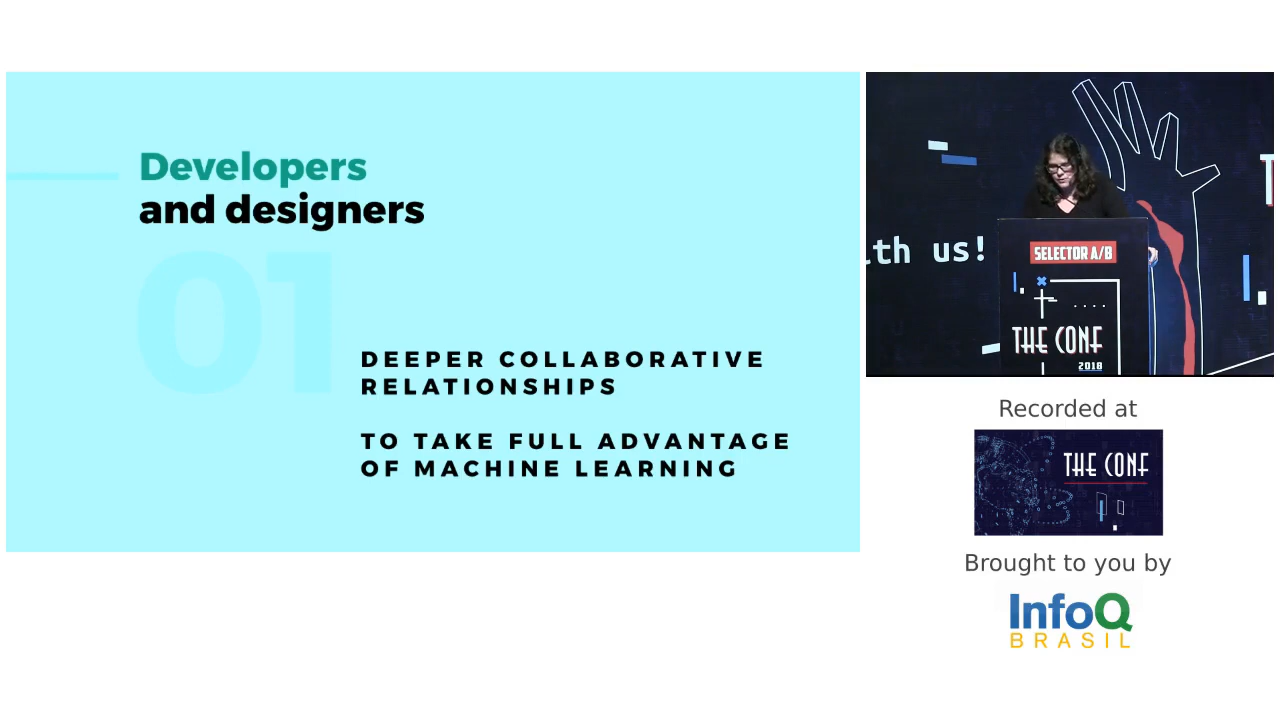 Developers
and designers
01
DEEPER COLLABORATIVE
RELATIONSHIPS
TO TAKE FULL ADVANTAGE
OF MACHINE LEARNING
th us!
SELECTOR A/B
THE CONF
2018
Recorded at
THE CONF
Brought to you by
InfoQ
BRASIL